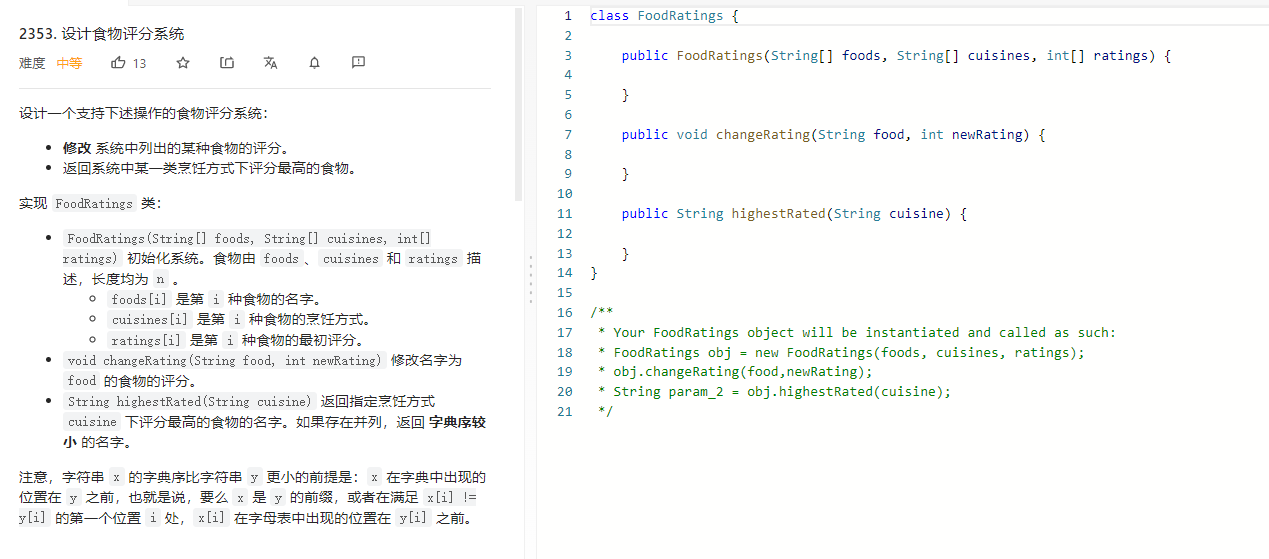 2353. 设计食物评分系统
难度 中等 13
设计一个支持下述操作的食物评分系统：
修改 系统中列出的某种食物的评分。
返回系统中某一类烹饪方式下评分最高的食物。
实现 FoodRatings 类：
FoodRatings(String[] foods, String[] cuisines, int[]
ratings) 初始化系统。食物由 foods 、cuisines 和 ratings 描
述，长度均为 n 。
foods[i] 是第 i 种食物的名字。
cuisines[i] 是第 i 种食物的烹饪方式。
ratings[i] 是第 i 种食物的最初评分。
void changeRating(String food, int newRating) 修改名字为
food 的食物的评分。
String highestRated(String cuisine) 返回指定烹饪方式
cuisine 下评分最高的食物的名字。如果存在并列，返回 字典序较
小 的名字。
注意，字符串 x 的字典序比字符串 y 更小的前提是：x 在字典中出现的
位置在 y 之前，也就是说，要么 x 是 y 的前缀，或者在满足 x[i] !=
y[i] 的第一个位置 i 处，x[i] 在字母表中出现的位置在 y[i] 之前。
1 class FoodRatings {
2
3 public FoodRatings(String[] foods, String[] cuisines, int[] ratings) {
4
5 }
6
7 public void changeRating(String food, int newRating) {
8
9 }
10
11 public String highestRated(String cuisine) {
12
13 }
14 }
15
16 /**
17 * Your FoodRatings object will be instantiated and called as such:
18 * FoodRatings obj = new FoodRatings(foods, cuisines, ratings);
19 * obj.changeRating(food,newRating);
20 * String param_2 = obj.highestRated(cuisine);
21 */